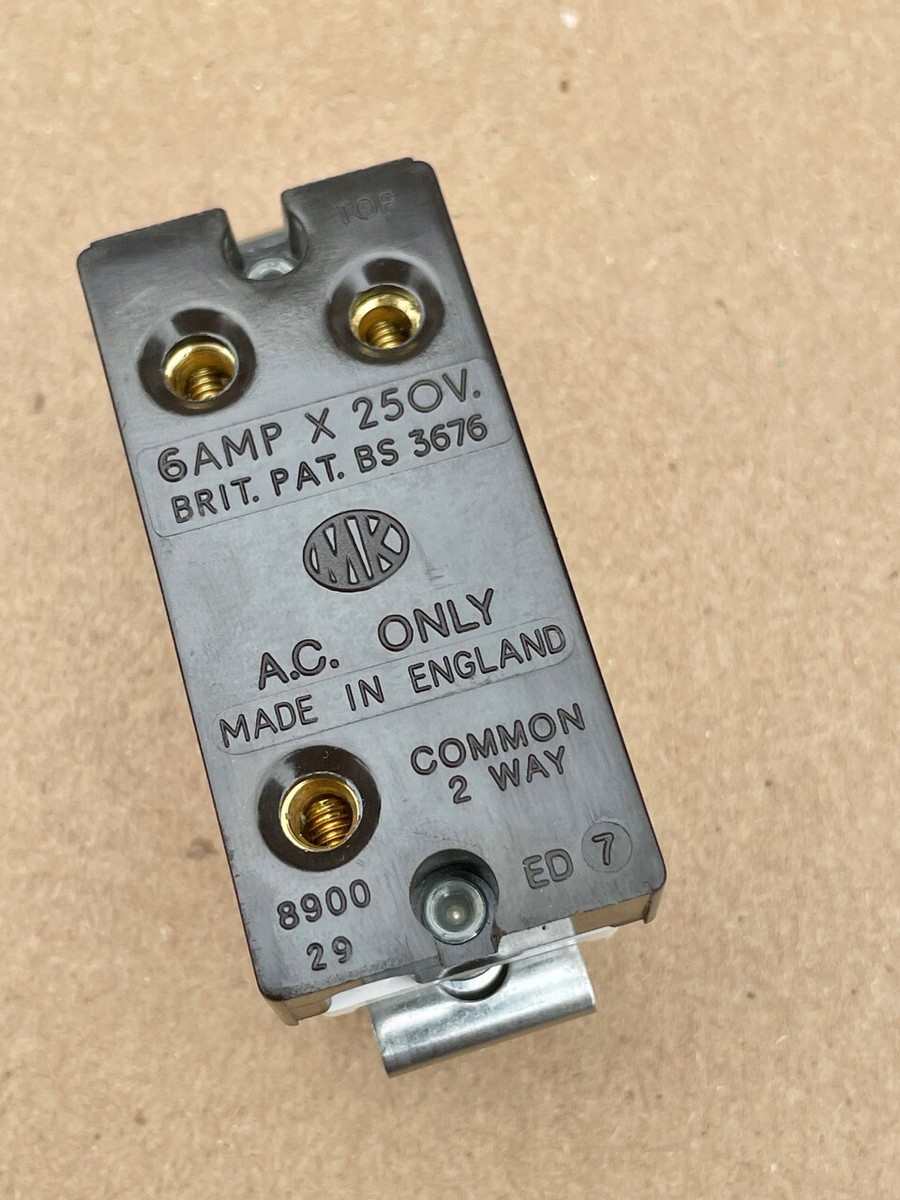 TOP
6AMP X 250V.
BRIT. PAT. BS 3676
MK
A.C. ONLY
MADE IN ENGLAND
COMMON
2 WAY
ED 7
8900
29